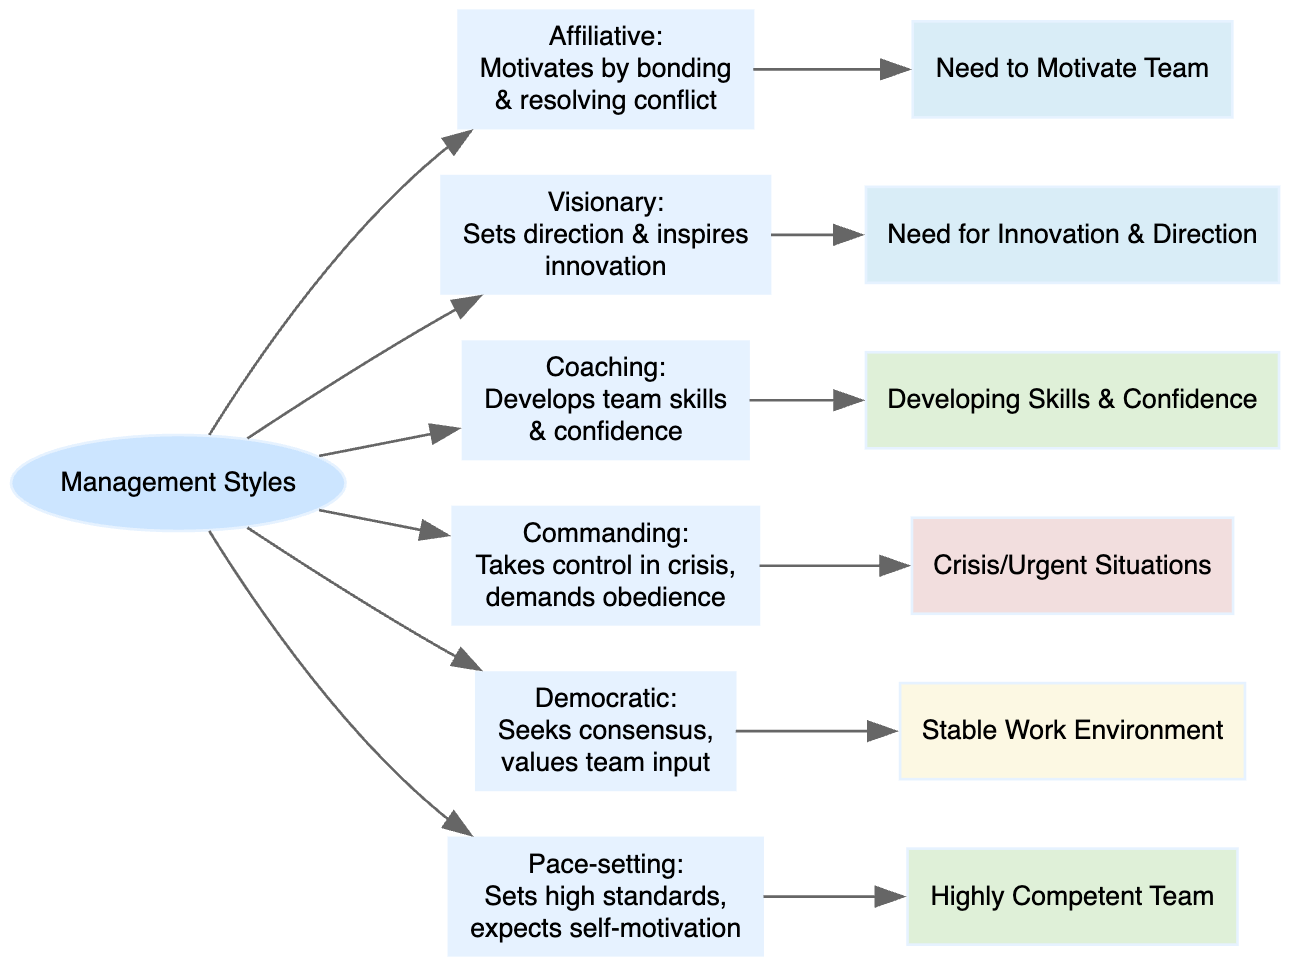 Management Styles
Affiliative:
Motivates by bonding
& resolving conflict
Need to Motivate Team
Visionary:
Sets direction & inspires
innovation
Need for Innovation & Direction
Coaching:
Develops team skills
& confidence
Developing Skills & Confidence
Commanding:
Takes control in crisis,
demands obedience
Crisis/Urgent Situations
Democratic:
Seeks consensus,
values team input
Stable Work Environment
Pace-setting:
Sets high standards,
expects self-motivation
Highly Competent Team